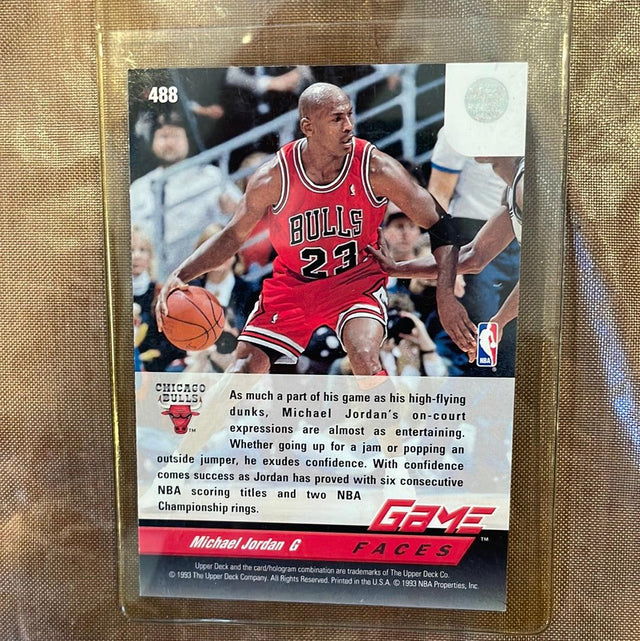 488
BULLS
23
NBA
CHICAGO
BULLS
TM
As much a part of his game as his high-flying
dunks, Michael Jordan's on-court
expressions are almost as entertaining.
Whether going up for a jam or popping an
outside jumper, he exudes confidence. With confidence
comes success as Jordan has proved with six consecutive
NBA scoring titles and two NBA
Championship rings.
GAME
FACES
TM
Michael Jordan G
Upper Deck and the card/hologram combination are trademarks of The Upper Deck Co.
© 1993 The Upper Deck Company. All Rights Reserved. Printed in the U.S.A. © 1993 NBA Properties, Inc.